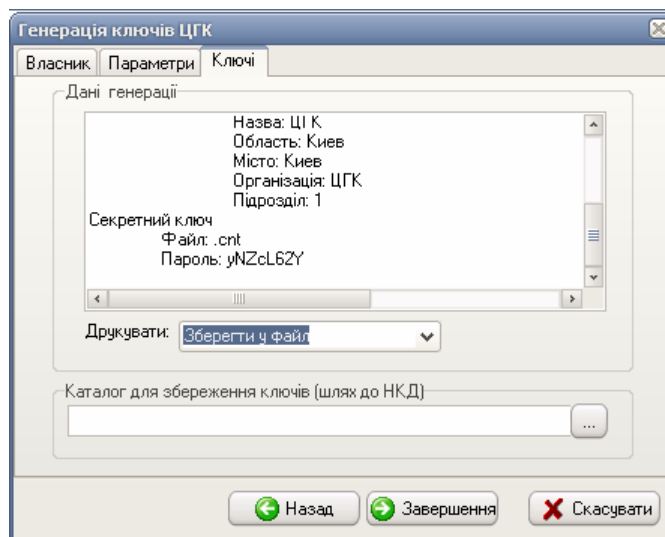 Генерація ключів ЦГК
Власник Параметри Ключі
Дані генерації
Назва: ЦГК
Область: Киев
Місто: Киев
Організація: ЦГК
Підрозділ: 1
Секретний ключ
Файл: .cnt
Пароль: yNZcL62Y
Друкувати: Зберегти у файл
Каталог для збереження ключів (шлях до НКД)
...
Назад Завершення Скасувати